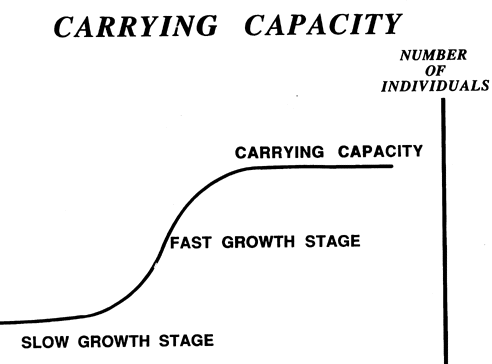 CARRYING CAPACITY
NUMBER
OF
INDIVIDUALS
CARRYING CAPACITY
FAST GROWTH STAGE
SLOW GROWTH STAGE